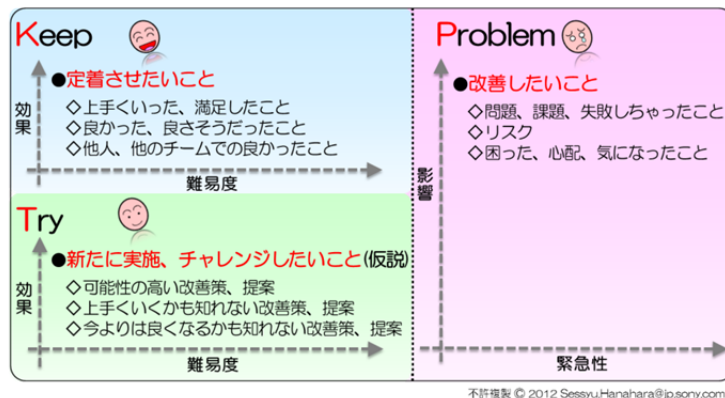 Keep
●定着させたいこと
◇上手くいった、満足したこと
◇良かった、良さそうだったこと
◇他人、他のチームでの良かったこと
効果
難易度
Try
●新たに実施、チャレンジしたいこと(仮説)
◇可能性の高い改善策、提案
◇上手くいくかも知れない改善策、提案
◇今よりは良くなるかも知れない改善策、提案
効果
難易度
Problem
●改善したいこと
◇問題、課題、失敗しちゃったこと
◇リスク
◇困った、心配、気になったこと
影響
緊急性
不許複製 © 2012 Sessyu.Hanahara@jp.sony.com